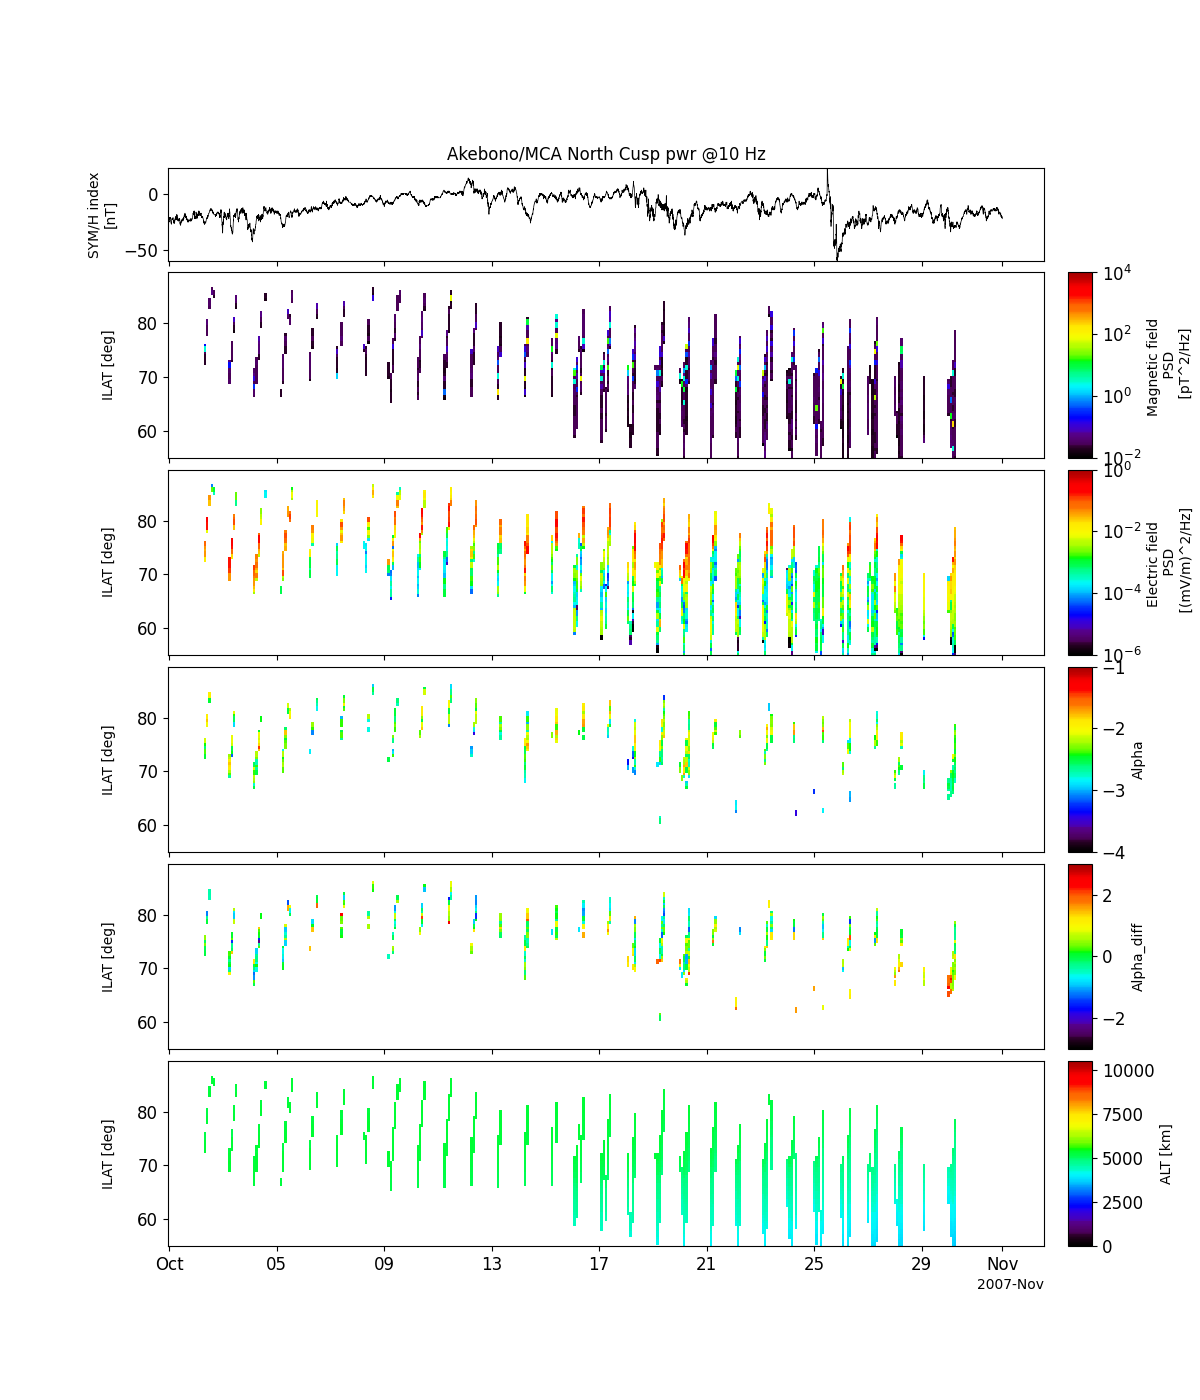 Akebono/MCA North Cusp pwr @10 Hz
SYM/H index
[nT]
0
−50
ILAT [deg]
80
70
60
10^4
10^2
10^0
10^−2
Magnetic field
PSD
[pT^2/Hz]
ILAT [deg]
80
70
60
10^0
10^−2
10^−4
10^−6
Electric field
PSD
[(mV/m)^2/Hz]
ILAT [deg]
80
70
60
−1
−2
−3
−4
Alpha
ILAT [deg]
80
70
60
2
0
−2
Alpha_diff
ILAT [deg]
80
70
60
10000
7500
5000
2500
0
ALT [km]
Oct 05 09 13 17 21 25 29 Nov
2007-Nov